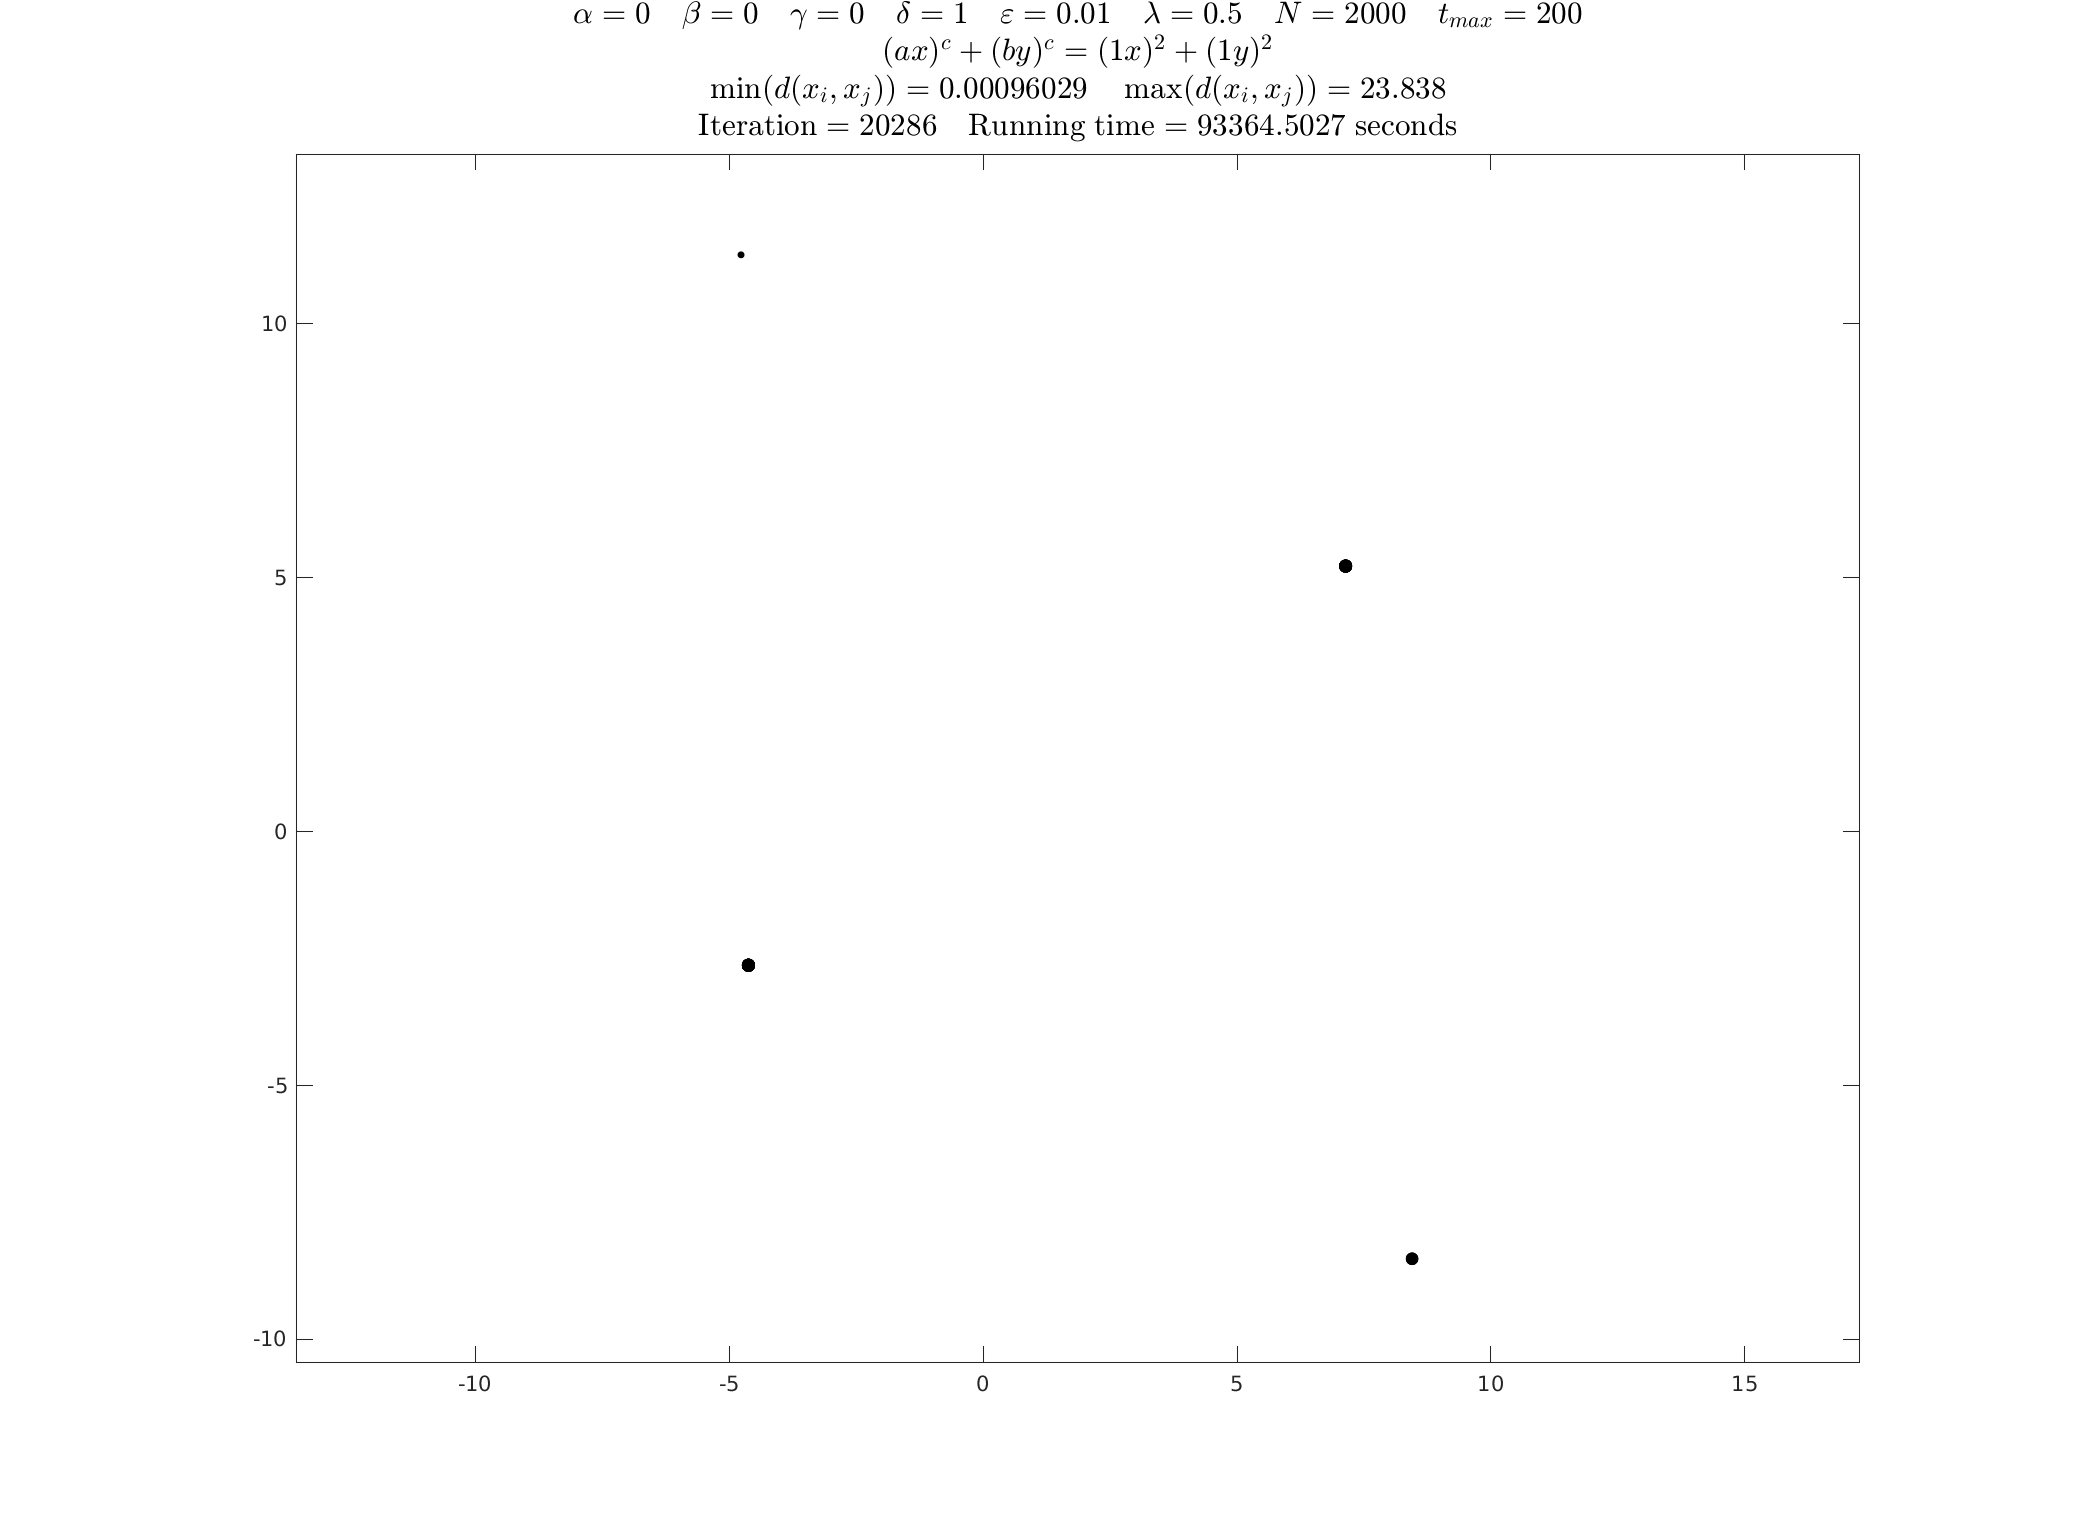 α = 0 β = 0 γ = 0 δ = 1 ε = 0.01 λ = 0.5 N = 2000 t_max = 200
(ax)^c + (by)^c = (1x)^2 + (1y)^2
min(d(x_i, x_j)) = 0.00096029 max(d(x_i, x_j)) = 23.838
Iteration = 20286 Running time = 93364.5027 seconds
10
5
0
-5
-10
-10 -5 0 5 10 15